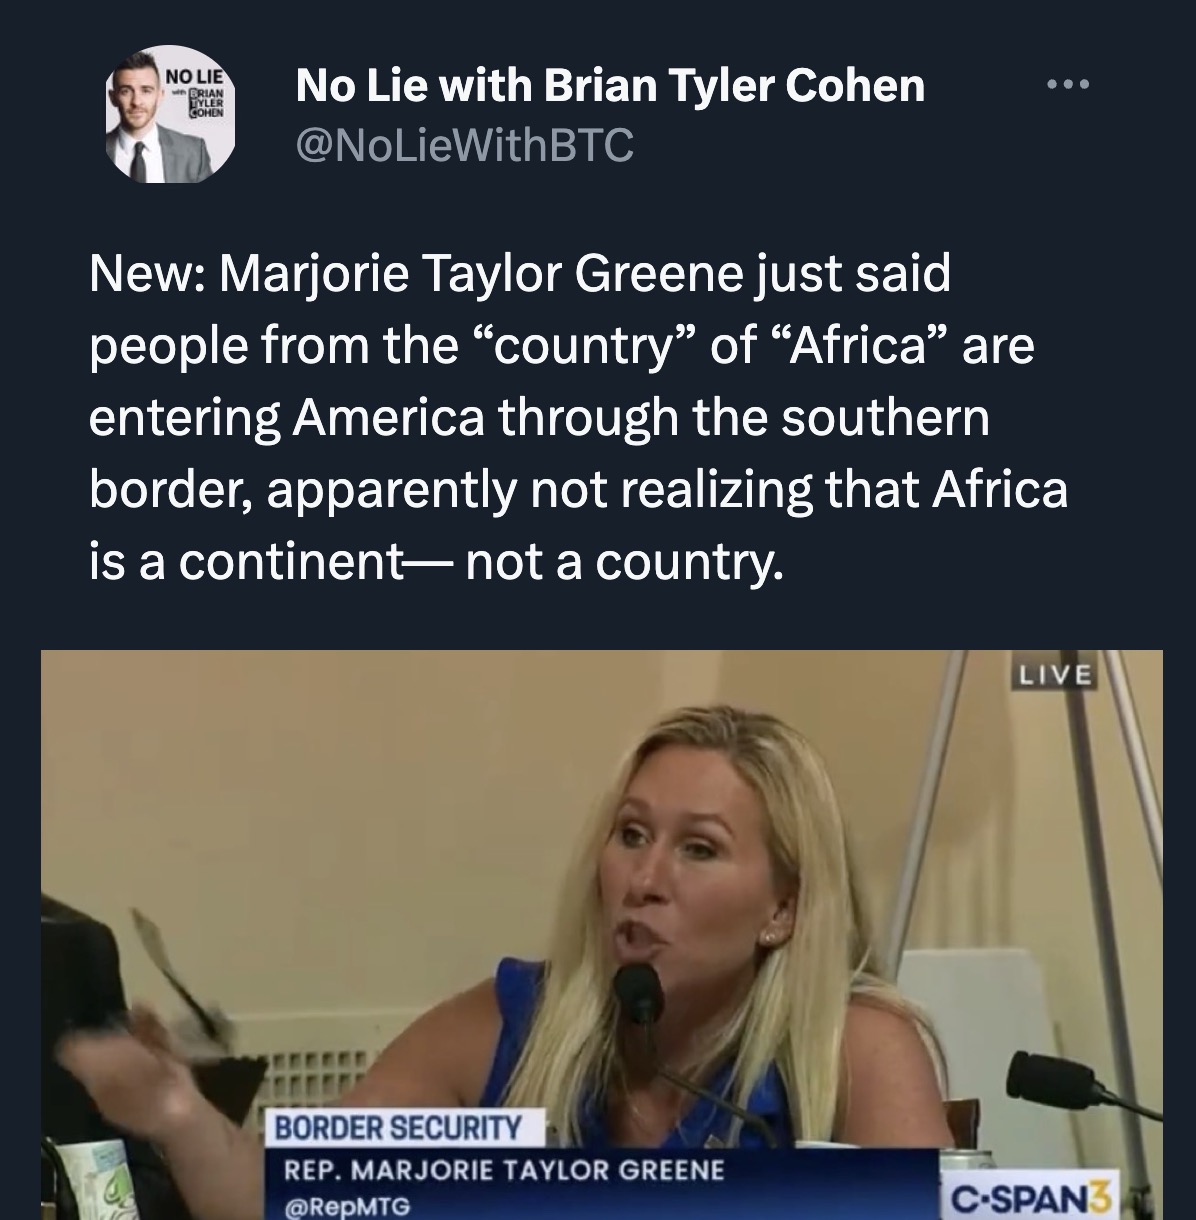 NO LIE
with BRIAN
TYLER
COHEN
No Lie with Brian Tyler Cohen
@NoLieWithBTC
New: Marjorie Taylor Greene just said
people from the “country” of “Africa” are
entering America through the southern
border, apparently not realizing that Africa
is a continent— not a country.
LIVE
BORDER SECURITY
REP. MARJORIE TAYLOR GREENE
@RepMTG
C-SPAN3